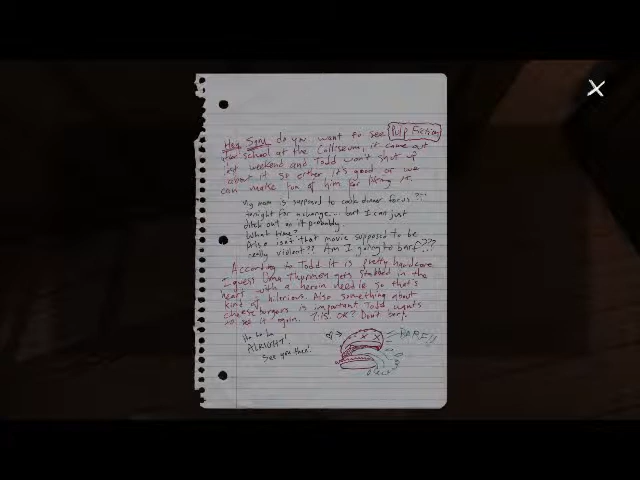 Hey Sam, do you want to see Pulp Fiction
after school at the Colliseum, it came out
last weekend and Todd won't shut up
about it so either it's good or we
can make fun of him for liking it.
My mom is supposed to cook dinner for us???
tonight for a change... but I can just
ditch out on it probably.
What time?
Also isn't that movie supposed to be
really violent?? Am I going to barf???
According to Todd it is pretty hardcore
I guess Uma Thurman gets stabbed in the
heart with a heroin needle so that's
kind of hilarious. Also something about
cheeseburgers is important. Todd wants
to see it again. 7:15. OK? Don't barf.
Ha ha ha
ALRIGHT!
See you then!
BARF!!